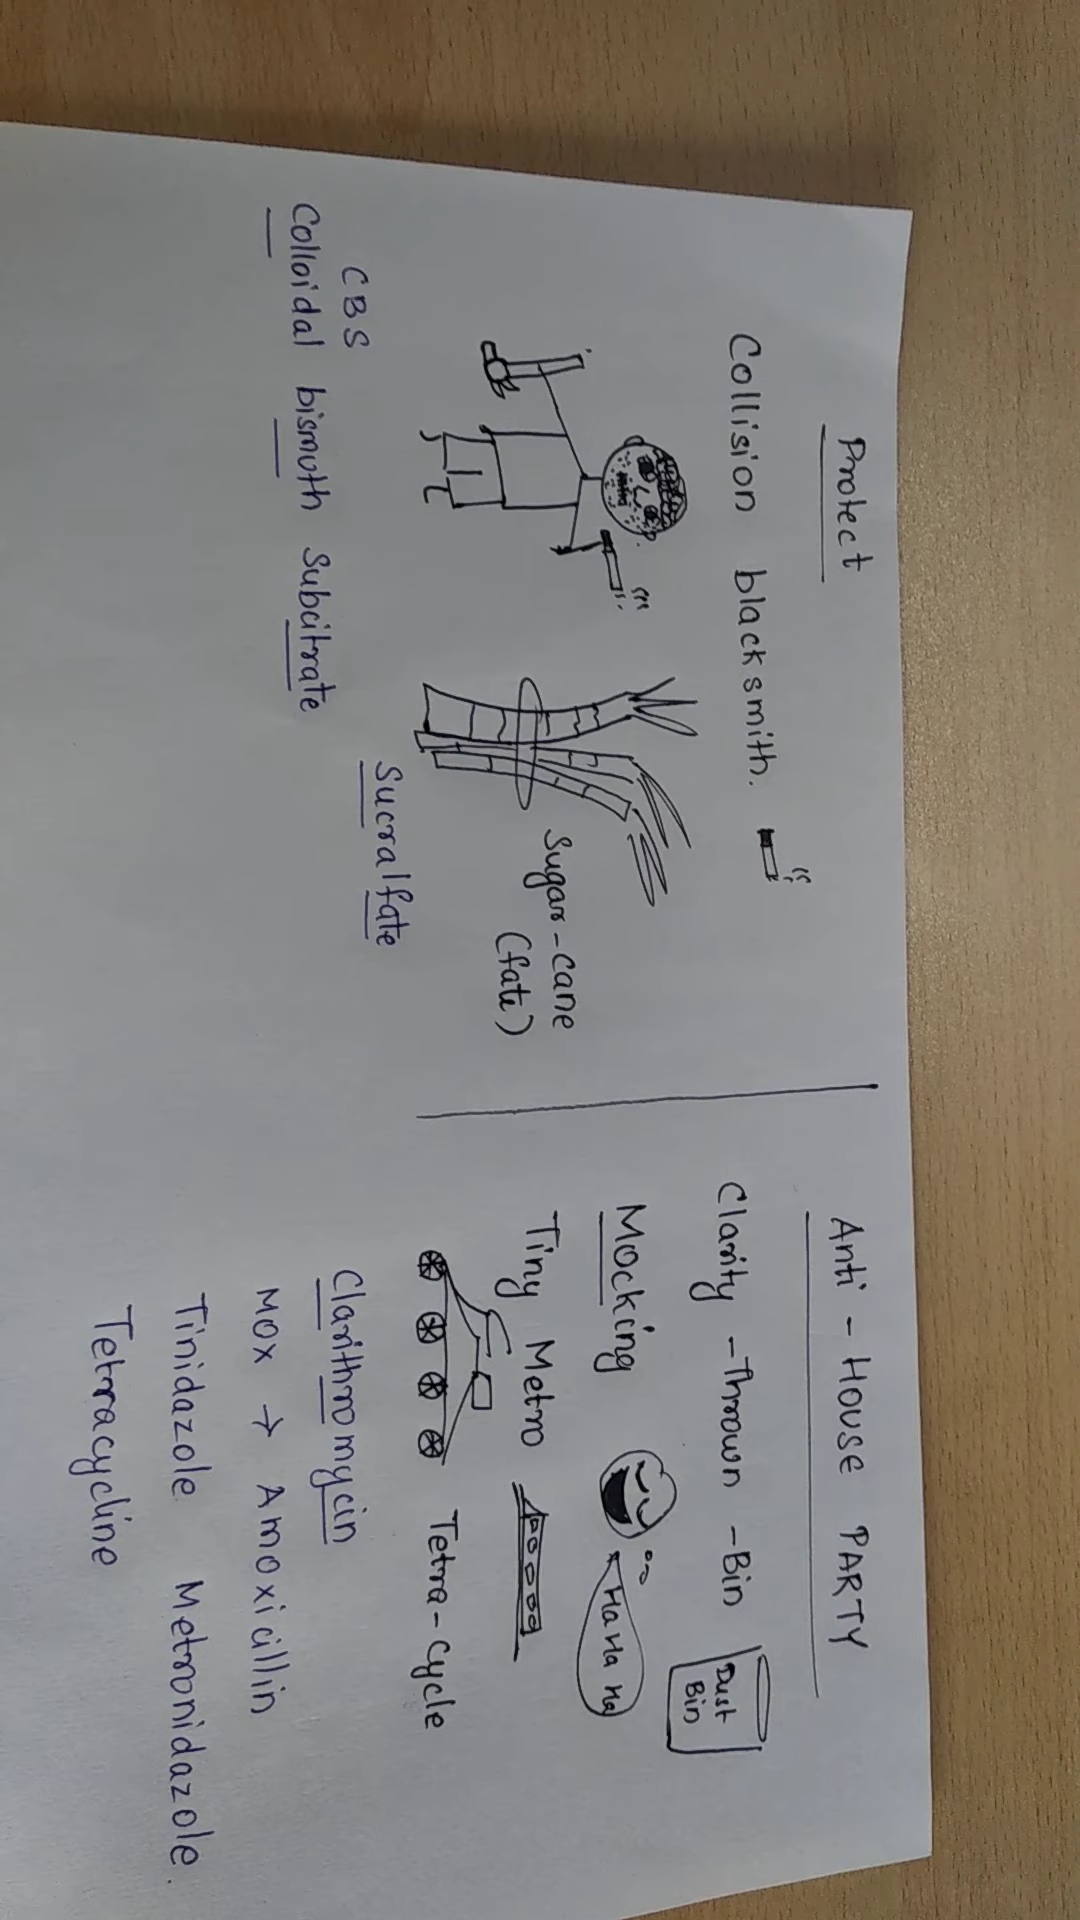 Protect
Collision blacksmith.
Sugar-cane
(fate)
Sucralfate
CBS
Colloidal bismuth Subcitrate
Anti - HOUSE PARTY
Clarity - Thrown - Bin
Dust
Bin
Mocking
Ha Ha Ha
Tiny Metro
Tetra-cycle
Clarithromycin
MOX → Amoxicillin
Tinidazole Metronidazole.
Tetracycline